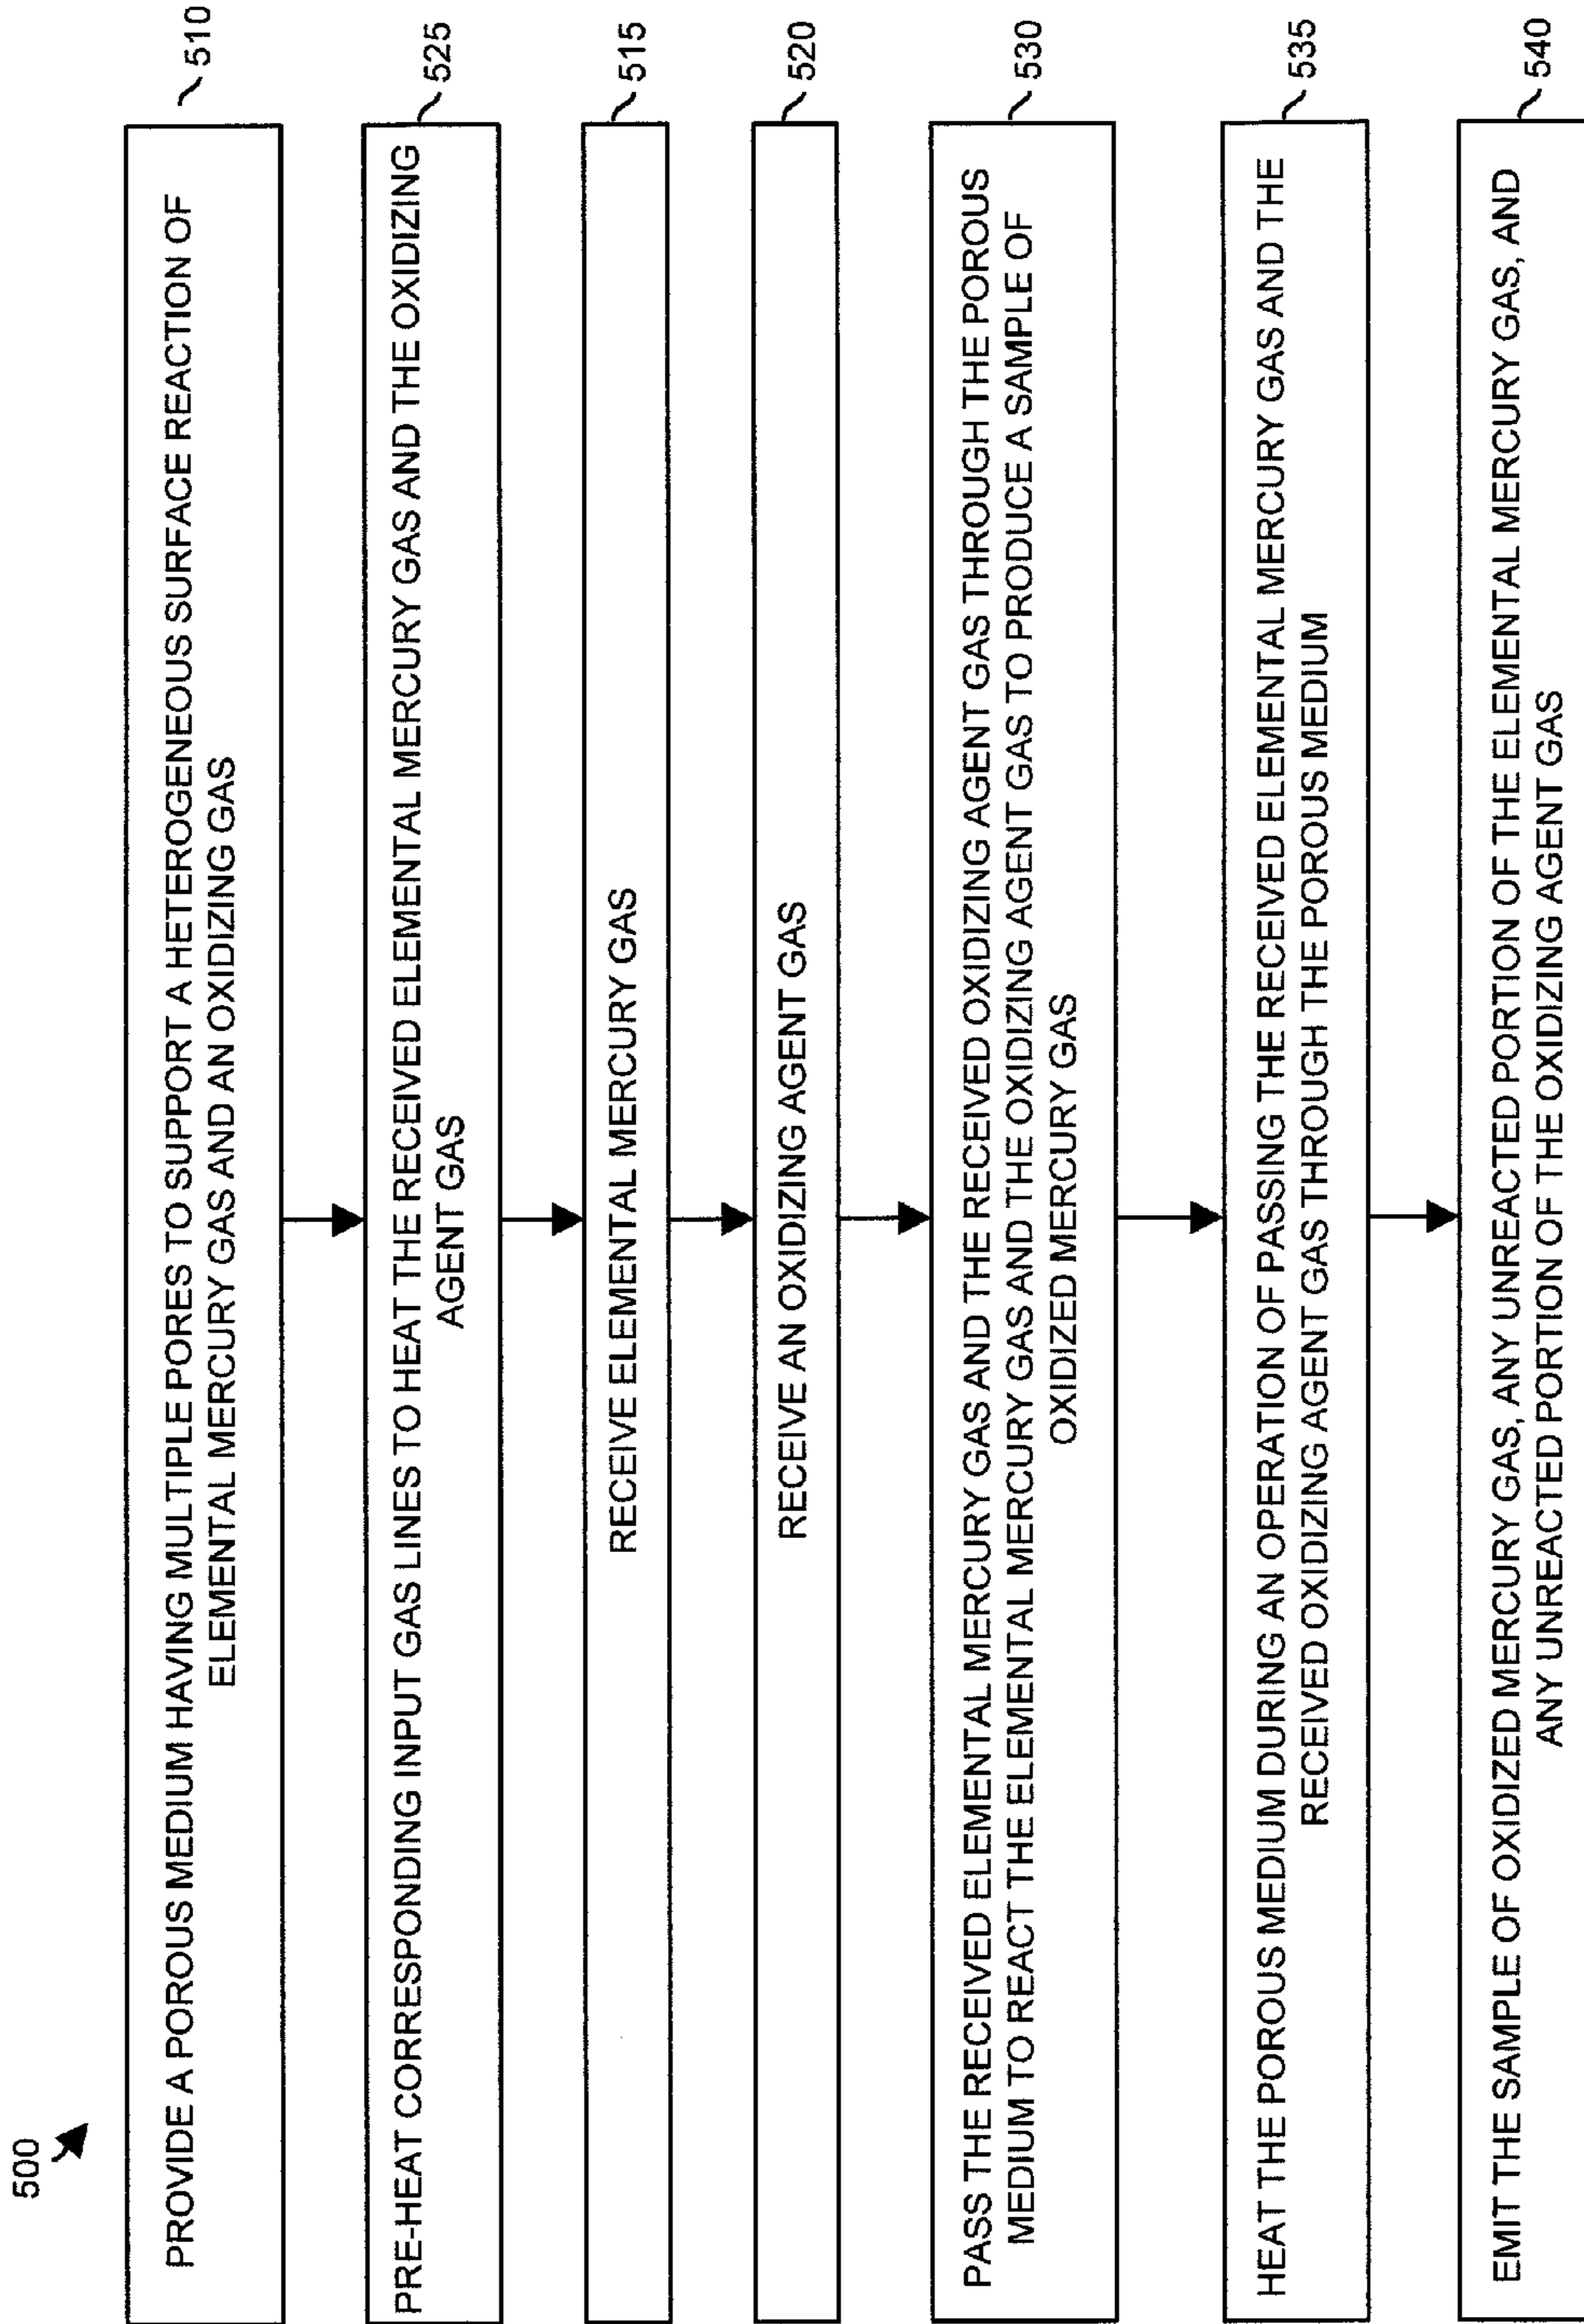 500
PROVIDE A POROUS MEDIUM HAVING MULTIPLE PORES TO SUPPORT A HETEROGENEOUS SURFACE REACTION OF
ELEMENTAL MERCURY GAS AND AN OXIDIZING GAS
510
PRE-HEAT CORRESPONDING INPUT GAS LINES TO HEAT THE RECEIVED ELEMENTAL MERCURY GAS AND THE OXIDIZING
AGENT GAS
525
RECEIVE ELEMENTAL MERCURY GAS
515
RECEIVE AN OXIDIZING AGENT GAS
520
PASS THE RECEIVED ELEMENTAL MERCURY GAS AND THE RECEIVED OXIDIZING AGENT GAS THROUGH THE POROUS
MEDIUM TO REACT THE ELEMENTAL MERCURY GAS AND THE OXIDIZING AGENT GAS TO PRODUCE A SAMPLE OF
OXIDIZED MERCURY GAS
530
HEAT THE POROUS MEDIUM DURING AN OPERATION OF PASSING THE RECEIVED ELEMENTAL MERCURY GAS AND THE
RECEIVED OXIDIZING AGENT GAS THROUGH THE POROUS MEDIUM
535
EMIT THE SAMPLE OF OXIDIZED MERCURY GAS, ANY UNREACTED PORTION OF THE ELEMENTAL MERCURY GAS, AND
ANY UNREACTED PORTION OF THE OXIDIZING AGENT GAS
540